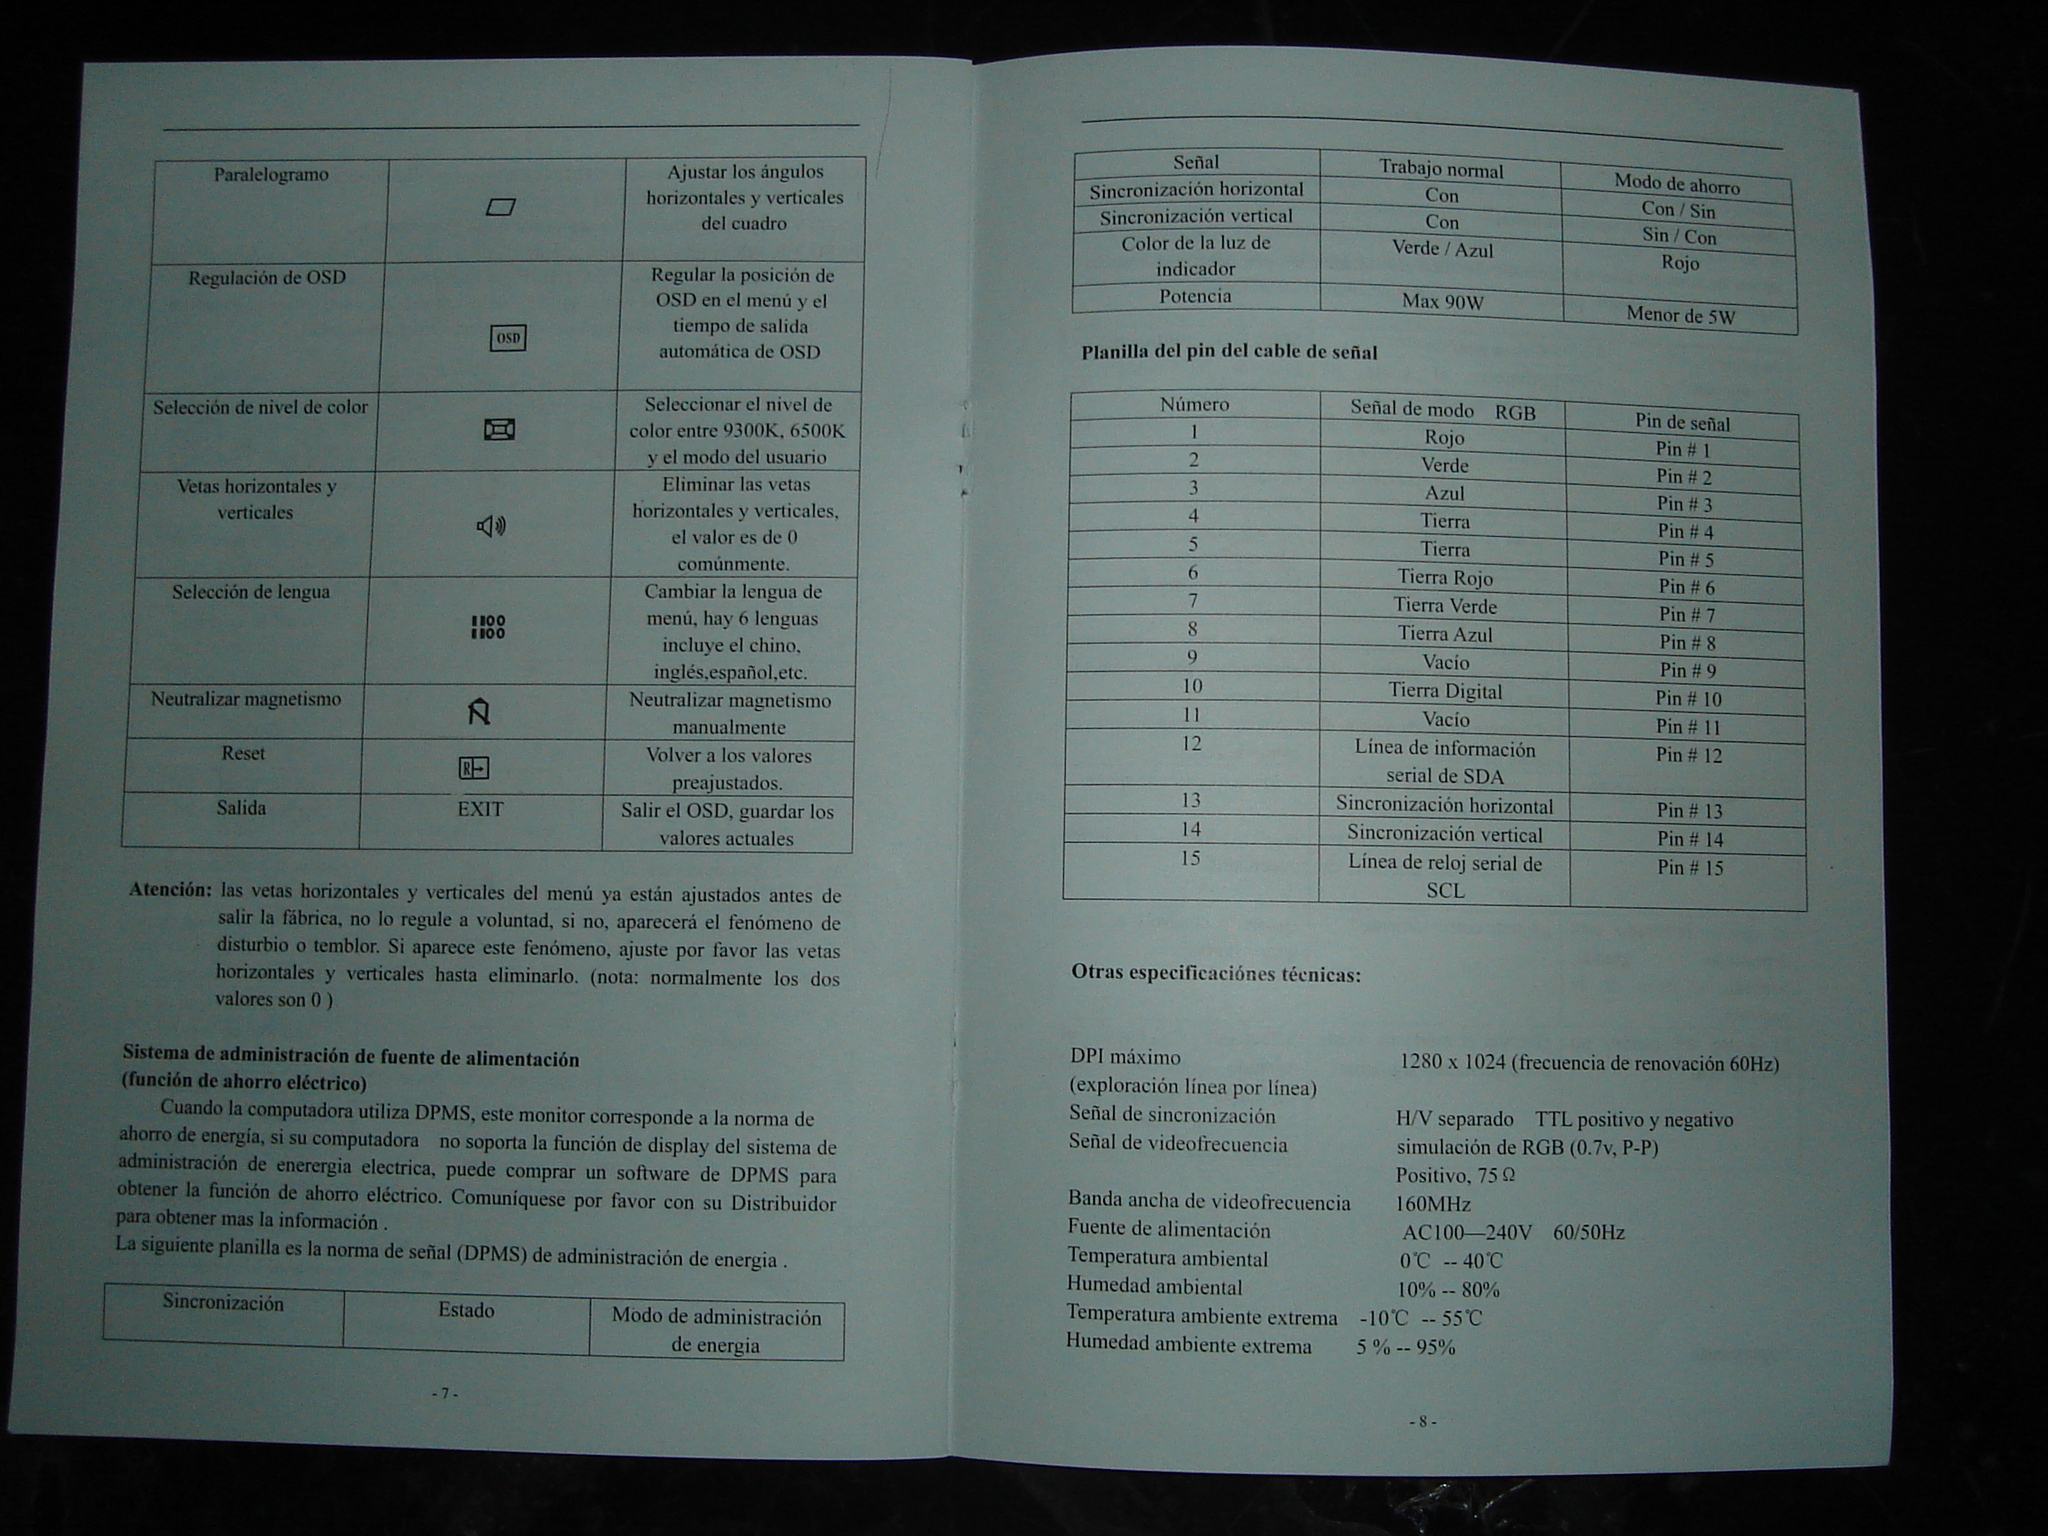 Paralelogramo
Ajustar los ángulos
horizontales y verticales
del cuadro
Regulación de OSD
OSD
Regular la posición de
OSD en el menú y el
tiempo de salida
automática de OSD
Selección de nivel de color
Seleccionar el nivel de
color entre 9300K, 6500K
y el modo del usuario
Vetas horizontales y
verticales
Eliminar las vetas
horizontales y verticales,
el valor es de 0
comúnmente.
Selección de lengua
Cambiar la lengua de
menú, hay 6 lenguas
incluye el chino,
inglés,español,etc.
Neutralizar magnetismo
Neutralizar magnetismo
manualmente
Reset
R
Volver a los valores
preajustados.
Salida
EXIT
Salir el OSD, guardar los
valores actuales
Atención: las vetas horizontales y verticales del menú ya están ajustados antes de
salir la fábrica, no lo regule a voluntad, si no, aparecerá el fenómeno de
disturbio o temblor. Si aparece este fenómeno, ajuste por favor las vetas
horizontales y verticales hasta eliminarlo. (nota: normalmente los dos
valores son 0 )
Sistema de administración de fuente de alimentación
(función de ahorro eléctrico)
Cuando la computadora utiliza DPMS, este monitor corresponde a la norma de
ahorro de energía, si su computadora no soporta la función de display del sistema de
administración de enerergia electrica, puede comprar un software de DPMS para
obtener la función de ahorro eléctrico. Comuníquese por favor con su Distribuidor
para obtener mas la información .
La siguiente planilla es la norma de señal (DPMS) de administración de energia .
Sincronización
Estado
Modo de administración
de energia
- 7 -
Señal
Trabajo normal
Modo de ahorro
Sincronización horizontal
Con
Con / Sin
Sincronización vertical
Con
Sin / Con
Color de la luz de
indicador
Verde / Azul
Rojo
Potencia
Max 90W
Menor de 5W
Planilla del pin del cable de señal
Número
Señal de modo RGB
Pin de señal
1
Rojo
Pin # 1
2
Verde
Pin # 2
3
Azul
Pin # 3
4
Tierra
Pin # 4
5
Tierra
Pin # 5
6
Tierra Rojo
Pin # 6
7
Tierra Verde
Pin # 7
8
Tierra Azul
Pin # 8
9
Vacío
Pin # 9
10
Tierra Digital
Pin # 10
11
Vacío
Pin # 11
12
Línea de información
serial de SDA
Pin # 12
13
Sincronización horizontal
Pin # 13
14
Sincronización vertical
Pin # 14
15
Línea de reloj serial de
SCL
Pin # 15
Otras especificaciónes técnicas:
DPI máximo 1280 x 1024 (frecuencia de renovación 60Hz)
(exploración línea por línea)
Señal de sincronización H/V separado TTL positivo y negativo
Señal de videofrecuencia simulación de RGB (0.7v, P-P)
Positivo, 75 Ω
Banda ancha de videofrecuencia 160MHz
Fuente de alimentación AC100—240V 60/50Hz
Temperatura ambiental 0℃ -- 40℃
Humedad ambiental 10% -- 80%
Temperatura ambiente extrema -10℃ -- 55℃
Humedad ambiente extrema 5 % -- 95%
- 8 -